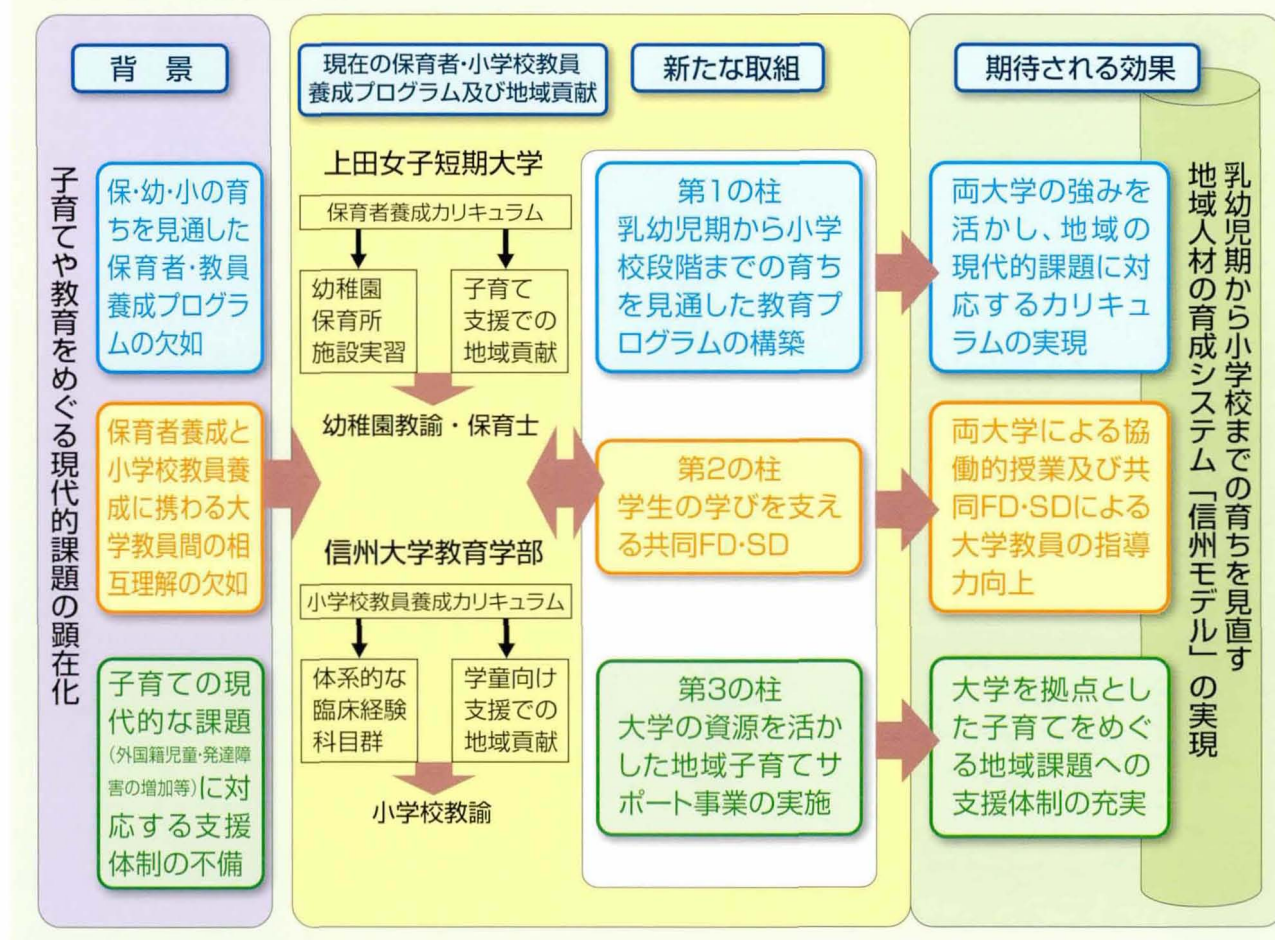 背景
子育てや教育をめぐる現代的課題の顕在化
保・幼・小の育
ちを見通した
保育者・教員
養成プログラ
ムの欠如
保育者養成と
小学校教員養
成に携わる大
学教員間の相
互理解の欠如
子育ての現
代的な課題
(外国籍児童・発達障
害の増加等)に対
応する支援
体制の不備
現在の保育者・小学校教員
養成プログラム及び地域貢献
上田女子短期大学
保育者養成カリキュラム
幼稚園
保育所
施設実習
子育て
支援での
地域貢献
幼稚園教諭・保育士
信州大学教育学部
小学校教員養成カリキュラム
体系的な
臨床経験
科目群
学童向け
支援での
地域貢献
小学校教諭
新たな取組
第1の柱
乳幼児期から小学
校段階までの育ち
を見通した教育プ
ログラムの構築
第2の柱
学生の学びを支え
る共同FD・SD
第3の柱
大学の資源を活か
した地域子育てサ
ポート事業の実施
期待される効果
両大学の強みを
活かし、地域の
現代的課題に対
応するカリキュ
ラムの実現
両大学による協
働的授業及び共
同FD・SDによる
大学教員の指導
力向上
大学を拠点とし
た子育てをめぐ
る地域課題への
支援体制の充実
乳幼児期から小学校までの育ちを見直す
地域人材の育成システム「信州モデル」の実現